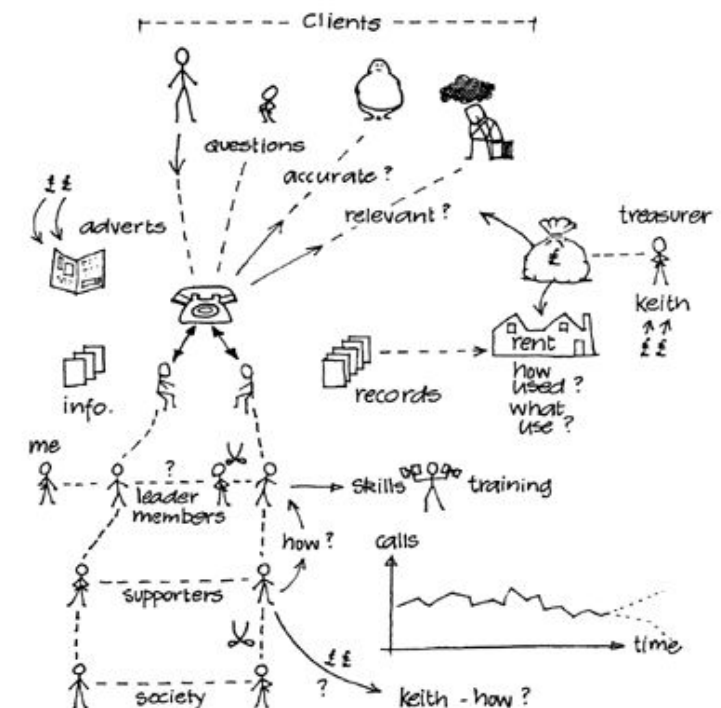 Clients
questions
accurate ?
relevant ?
££
adverts
treasurer
£
keith
££
rent
how
used ?
what
use ?
info.
records
me
?
leader
members
skills
training
how ?
calls
supporters
time
££
?
society
keith - how ?